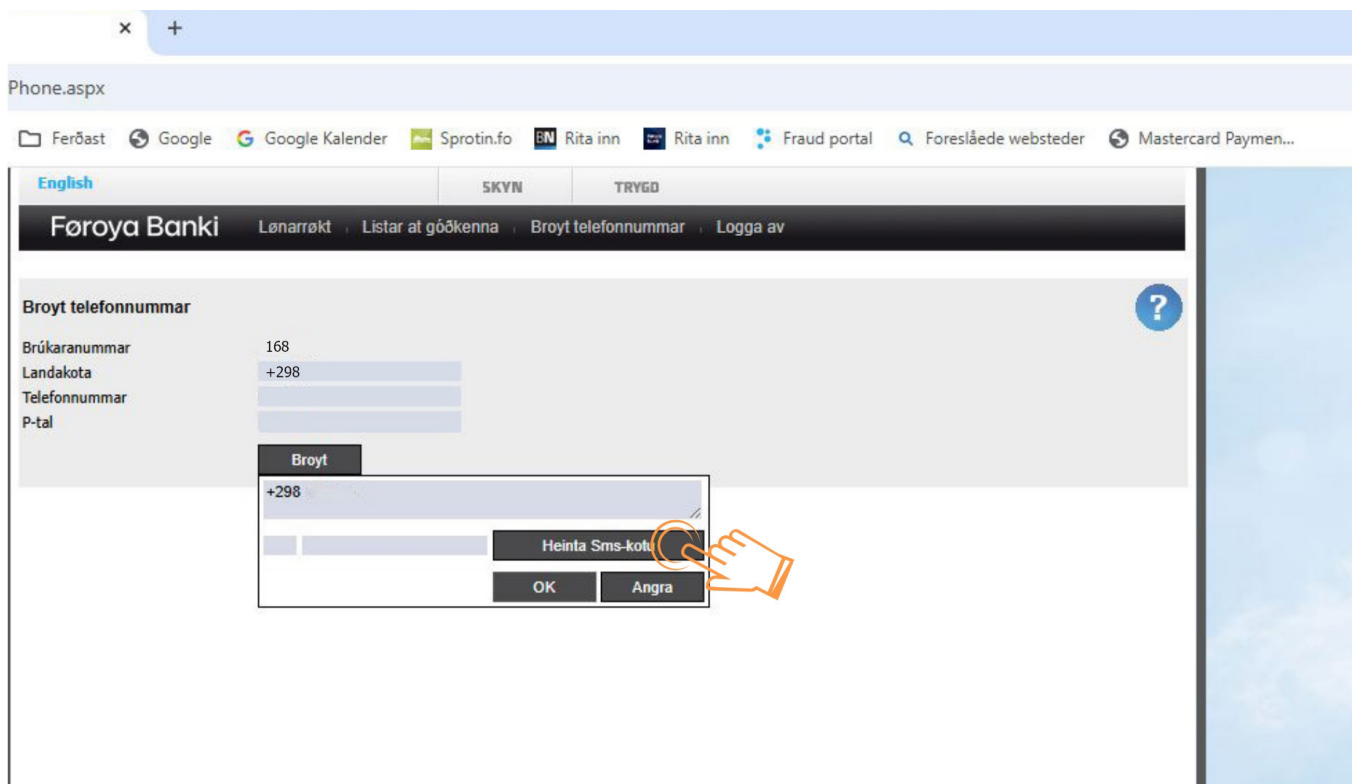 × +
Phone.aspx
Ferðast Google Google Kalender Sprotin.fo BN Rita inn Rita inn Fraud portal Foreslåede websteder Mastercard Paymen...
English SKYN TRYGD
Føroya Banki Lønarrøkt Listar at góðkenna Broyt telefonnummar Logga av
Broyt telefonnummar ?
Brúkaranummar 168
Landakota +298
Telefonnummar
P-tal
Broyt
+298
Heinta Sms-kotu
OK Angra